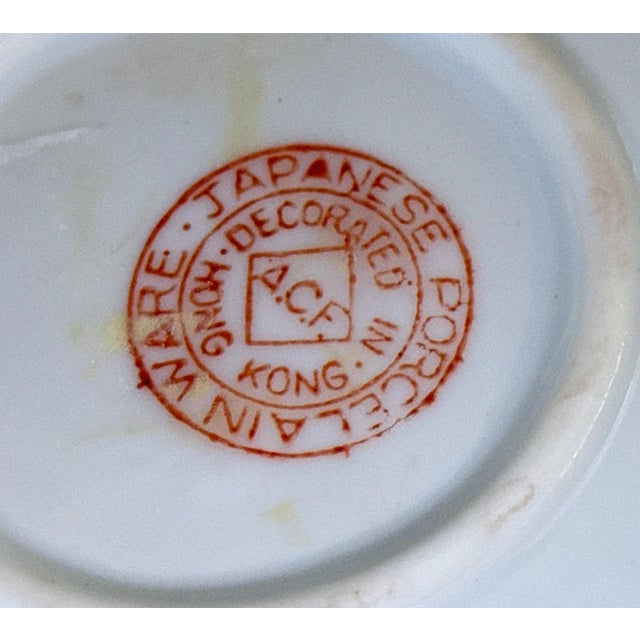 JAPANESE PORCELAIN WARE ·
DECORATED IN HONG KONG ·
A.C.F.